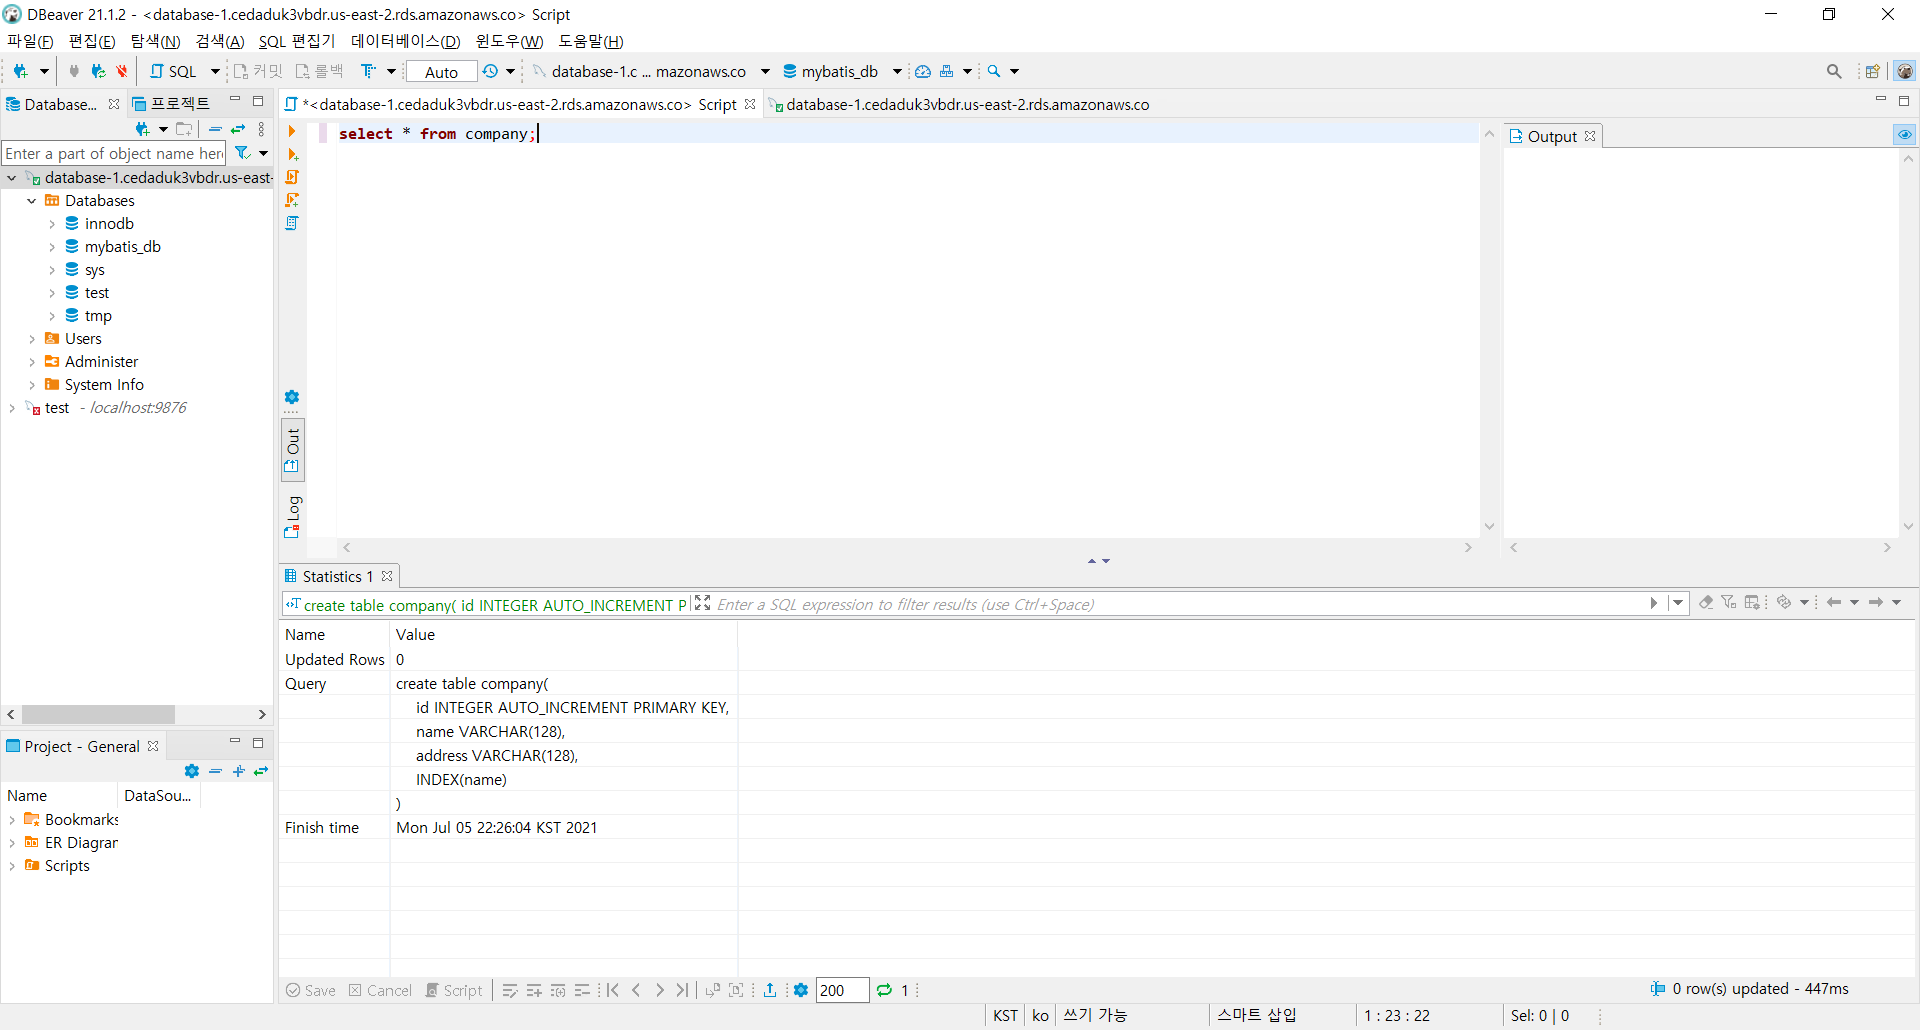 DBeaver 21.1.2 - <database-1.cedaduk3vbdr.us-east-2.rds.amazonaws.co> Script
파일(F) 편집(E) 탐색(N) 검색(A) SQL 편집기 데이터베이스(D) 윈도우(W) 도움말(H)
SQL 커밋 롤백 Auto database-1.c ... mazonaws.co mybatis_db
Database... 프로젝트
*<database-1.cedaduk3vbdr.us-east-2.rds.amazonaws.co> Script database-1.cedaduk3vbdr.us-east-2.rds.amazonaws.co
Enter a part of object name her
database-1.cedaduk3vbdr.us-east-
Databases
innodb
mybatis_db
sys
test
tmp
Users
Administer
System Info
test - localhost:9876
select * from company;
Output
Out
Log
Project - General
Name DataSou...
Bookmarks
ER Diagrar
Scripts
Statistics 1
create table company( id INTEGER AUTO_INCREMENT P Enter a SQL expression to filter results (use Ctrl+Space)
Name Value
Updated Rows 0
Query create table company(
id INTEGER AUTO_INCREMENT PRIMARY KEY,
name VARCHAR(128),
address VARCHAR(128),
INDEX(name)
)
Finish time Mon Jul 05 22:26:04 KST 2021
Save Cancel Script 200 1 0 row(s) updated - 447ms
KST ko 쓰기 가능 스마트 삽입 1 : 23 : 22 Sel: 0 | 0